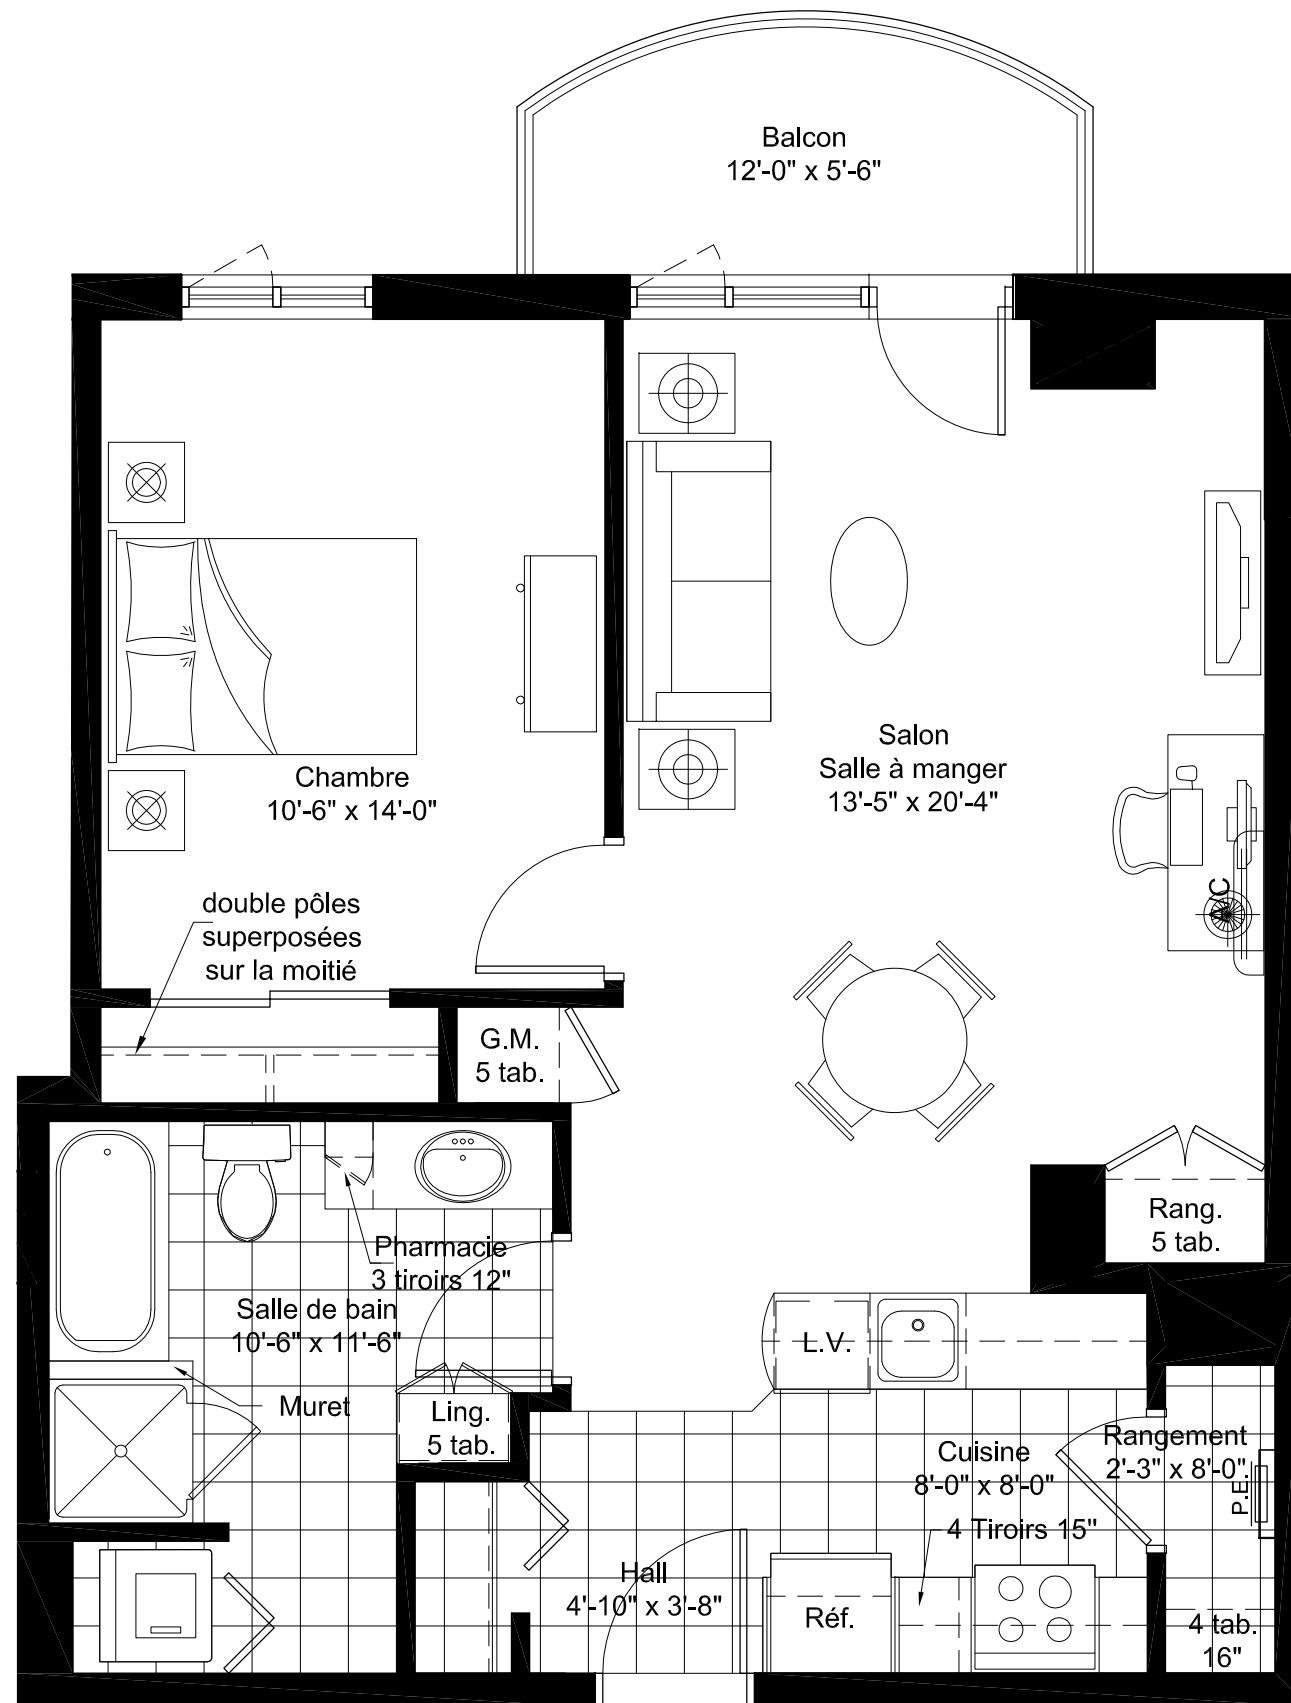 Balcon
12'-0" x 5'-6"
Salon
Salle à manger
13'-5" x 20'-4"
Chambre
10'-6" x 14'-0"
A/C
double pôles
superposées
sur la moitié
G.M.
5 tab.
Rang.
5 tab.
Pharmacie
3 tiroirs 12"
Salle de bain
10'-6" x 11'-6"
L.V.
Muret
Ling.
5 tab.
Cuisine
8'-0" x 8'-0"
Rangement
2'-3" x 8'-0"
P.E.
4 Tiroirs 15"
Hall
4'-10" x 3'-8"
Réf.
4 tab.
16"